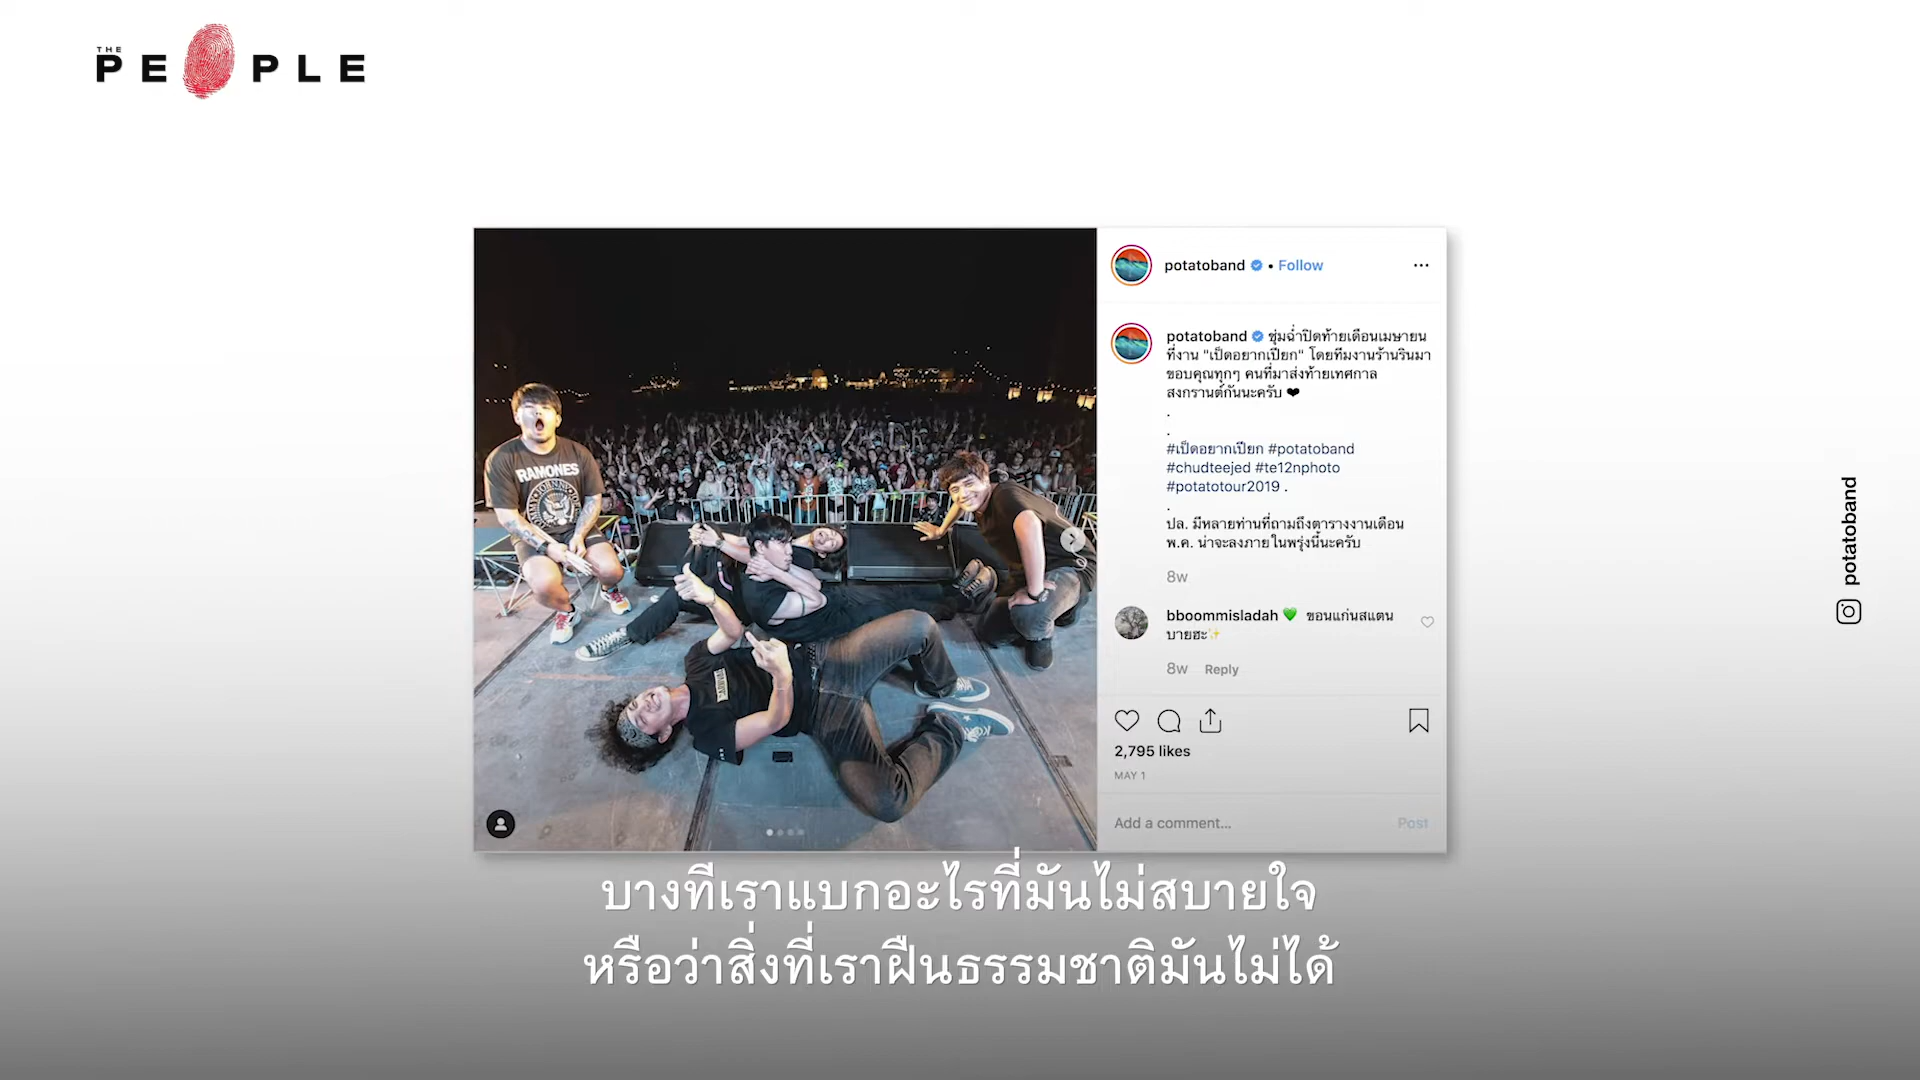 THE
PEOPLE
potatoband • Follow
potatoband ชุ่มฉ่ำปิดท้ายเดือนเมษายน
ที่งาน "เป็ดอยากเปียก" โดยทีมงานร้านรินมา
ขอบคุณทุกๆ คนที่มาส่งท้ายเทศกาล
สงกรานต์กันนะครับ ❤
.
.
#เป็ดอยากเปียก #potatoband
#chudteejed #te12nphoto
#potatotour2019 .
.
ปล. มีหลายท่านที่ถามถึงตารางงานเดือน
พ.ค. น่าจะลงภายในพรุ่งนี้นะครับ
8w
bboommisladah 💚 ขอนแก่นสแตน
บายฮะ✨
8w Reply
2,795 likes
MAY 1
Add a comment... Post
RAMONES
potatoband
บางทีเราแบกอะไรที่มันไม่สบายใจ
หรือว่าสิ่งที่เราฝืนธรรมชาติมันไม่ได้